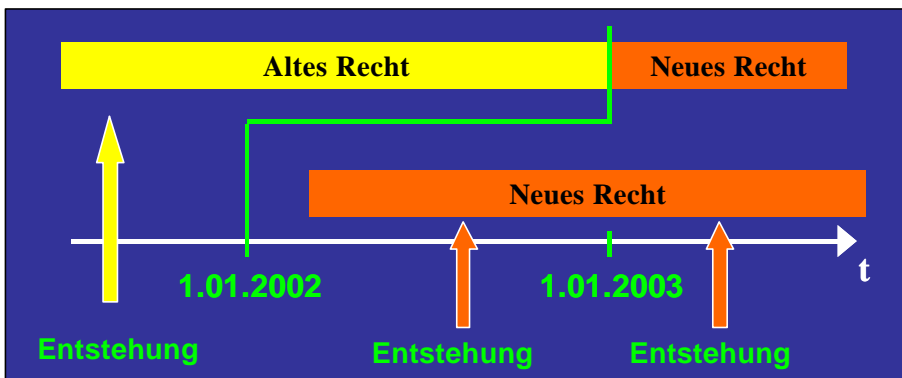 Altes Recht
Neues Recht
Neues Recht
t
1.01.2002
1.01.2003
Entstehung
Entstehung
Entstehung